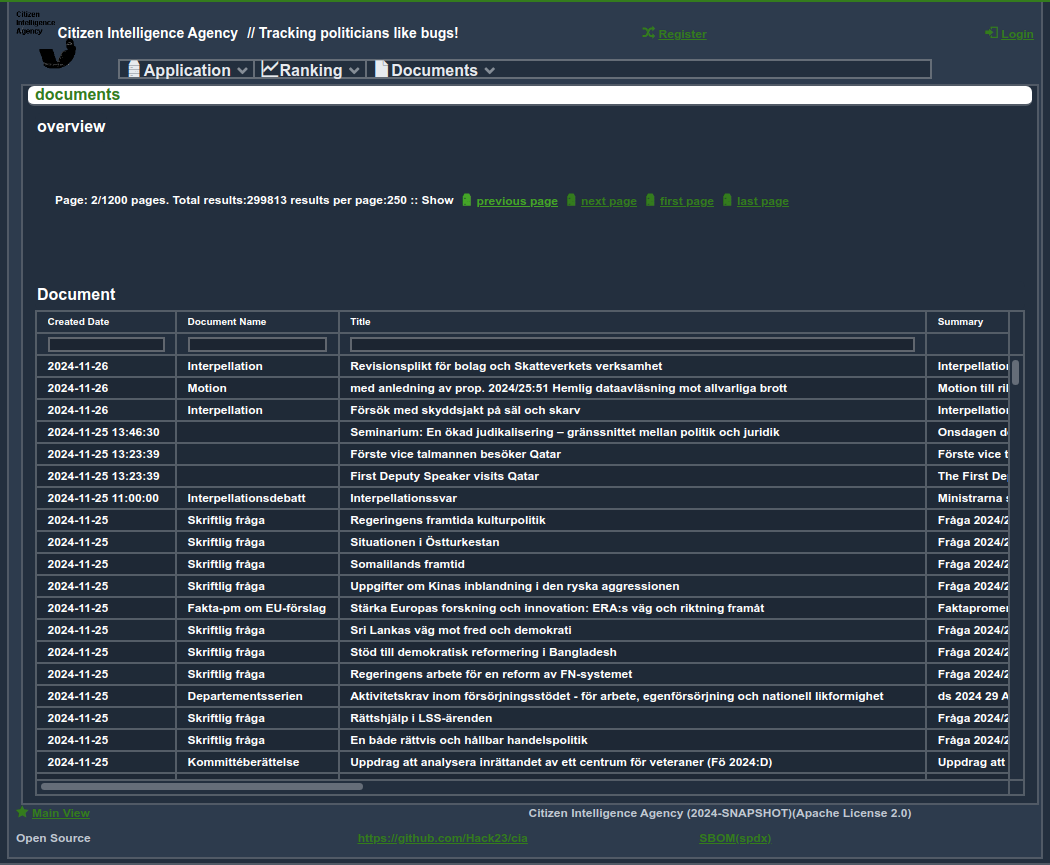 Citizen Intelligence Agency
Citizen Intelligence Agency // Tracking politicians like bugs! Register Login
Application Ranking Documents
documents
overview
Page: 2/1200 pages. Total results:299813 results per page:250 :: Show previous page next page first page last page
Document
Created Date Document Name Title Summary
2024-11-26 Interpellation Revisionsplikt för bolag och Skatteverkets verksamhet Interpellation
2024-11-26 Motion med anledning av prop. 2024/25:51 Hemlig dataavläsning mot allvarliga brott Motion till ri
2024-11-26 Interpellation Försök med skyddsjakt på säl och skarv Interpellation
2024-11-25 13:46:30 Seminarium: En ökad judikalisering – gränssnittet mellan politik och juridik Onsdagen d
2024-11-25 13:23:39 Förste vice talmannen besöker Qatar Förste vice t
2024-11-25 13:23:39 First Deputy Speaker visits Qatar The First De
2024-11-25 11:00:00 Interpellationsdebatt Interpellationssvar Ministrarna s
2024-11-25 Skriftlig fråga Regeringens framtida kulturpolitik Fråga 2024/2
2024-11-25 Skriftlig fråga Situationen i Östturkestan Fråga 2024/2
2024-11-25 Skriftlig fråga Somalilands framtid Fråga 2024/2
2024-11-25 Skriftlig fråga Uppgifter om Kinas inblandning i den ryska aggressionen Fråga 2024/2
2024-11-25 Fakta-pm om EU-förslag Stärka Europas forskning och innovation: ERA:s väg och riktning framåt Faktapromer
2024-11-25 Skriftlig fråga Sri Lankas väg mot fred och demokrati Fråga 2024/2
2024-11-25 Skriftlig fråga Stöd till demokratisk reformering i Bangladesh Fråga 2024/2
2024-11-25 Skriftlig fråga Regeringens arbete för en reform av FN-systemet Fråga 2024/2
2024-11-25 Departementsserien Aktivitetskrav inom försörjningsstödet - för arbete, egenförsörjning och nationell likformighet ds 2024 29 A
2024-11-25 Skriftlig fråga Rättshjälp i LSS-ärenden Fråga 2024/2
2024-11-25 Skriftlig fråga En både rättvis och hållbar handelspolitik Fråga 2024/2
2024-11-25 Kommittéberättelse Uppdrag att analysera inrättandet av ett centrum för veteraner (Fö 2024:D) Uppdrag att
Main View Citizen Intelligence Agency (2024-SNAPSHOT)(Apache License 2.0)
Open Source https://github.com/Hack23/cia SBOM(spdx)